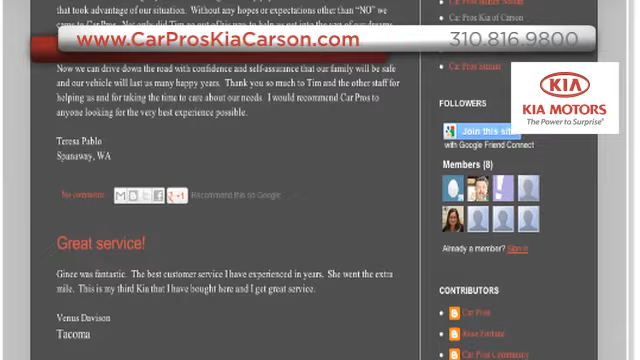 that took advantage of our situation. Without any hopes or expectations other than "NO" we
www.CarProsKiaCarson.com
310.816.9800
Car Pros Kia of Carson
Now we can drive down the road with confidence and self-assurance that our family will be safe
and our vehicle will last us many happy years. Thank you so much to Tim and the other staff for
helping us and for taking the time to care about our needs. I would recommend Car Pros to
anyone looking for the very best experience possible.
Teresa Pablo
Spanaway, WA
No comments:
+1
Recommend this on Google
Great service!
Ginee was fantastic. The best customer service I have experienced in years. She went the extra
mile. This is my third Kia that I have bought here and I get great service.
Venus Davison
Tacoma
KIA
KIA MOTORS
The Power to Surprise
FOLLOWERS
Join this site
with Google Friend Connect
Members (8)
Already a member? Sign in
CONTRIBUTORS
Car Pros
Car Pros Community